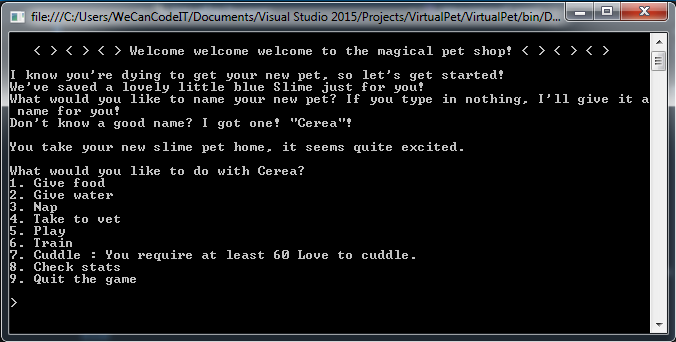 file:///C:/Users/WeCanCodeIT/Documents/Visual Studio 2015/Projects/VirtualPet/VirtualPet/bin/D...
< > < > < > Welcome welcome welcome to the magical pet shop! < > < > < >
I know you're dying to get your new pet, so let's get started!
We've saved a lovely little blue Slime just for you!
What would you like to name your new pet? If you type in nothing, I'll give it a
name for you!
Don't know a good name? I got one! "Cerea"!
You take your new slime pet home, it seems quite excited.
What would you like to do with Cerea?
1. Give food
2. Give water
3. Nap
4. Take to vet
5. Play
6. Train
7. Cuddle : You require at least 60 Love to cuddle.
8. Check stats
9. Quit the game
>